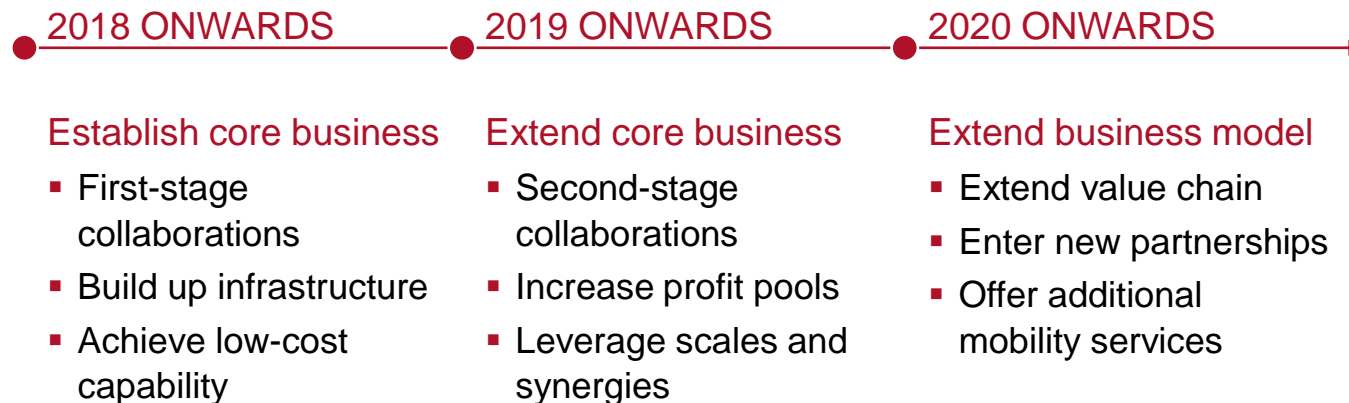 2018 ONWARDS
Establish core business
▪ First-stage
collaborations
▪ Build up infrastructure
▪ Achieve low-cost
capability
2019 ONWARDS
Extend core business
▪ Second-stage
collaborations
▪ Increase profit pools
▪ Leverage scales and
synergies
2020 ONWARDS
Extend business model
▪ Extend value chain
▪ Enter new partnerships
▪ Offer additional
mobility services